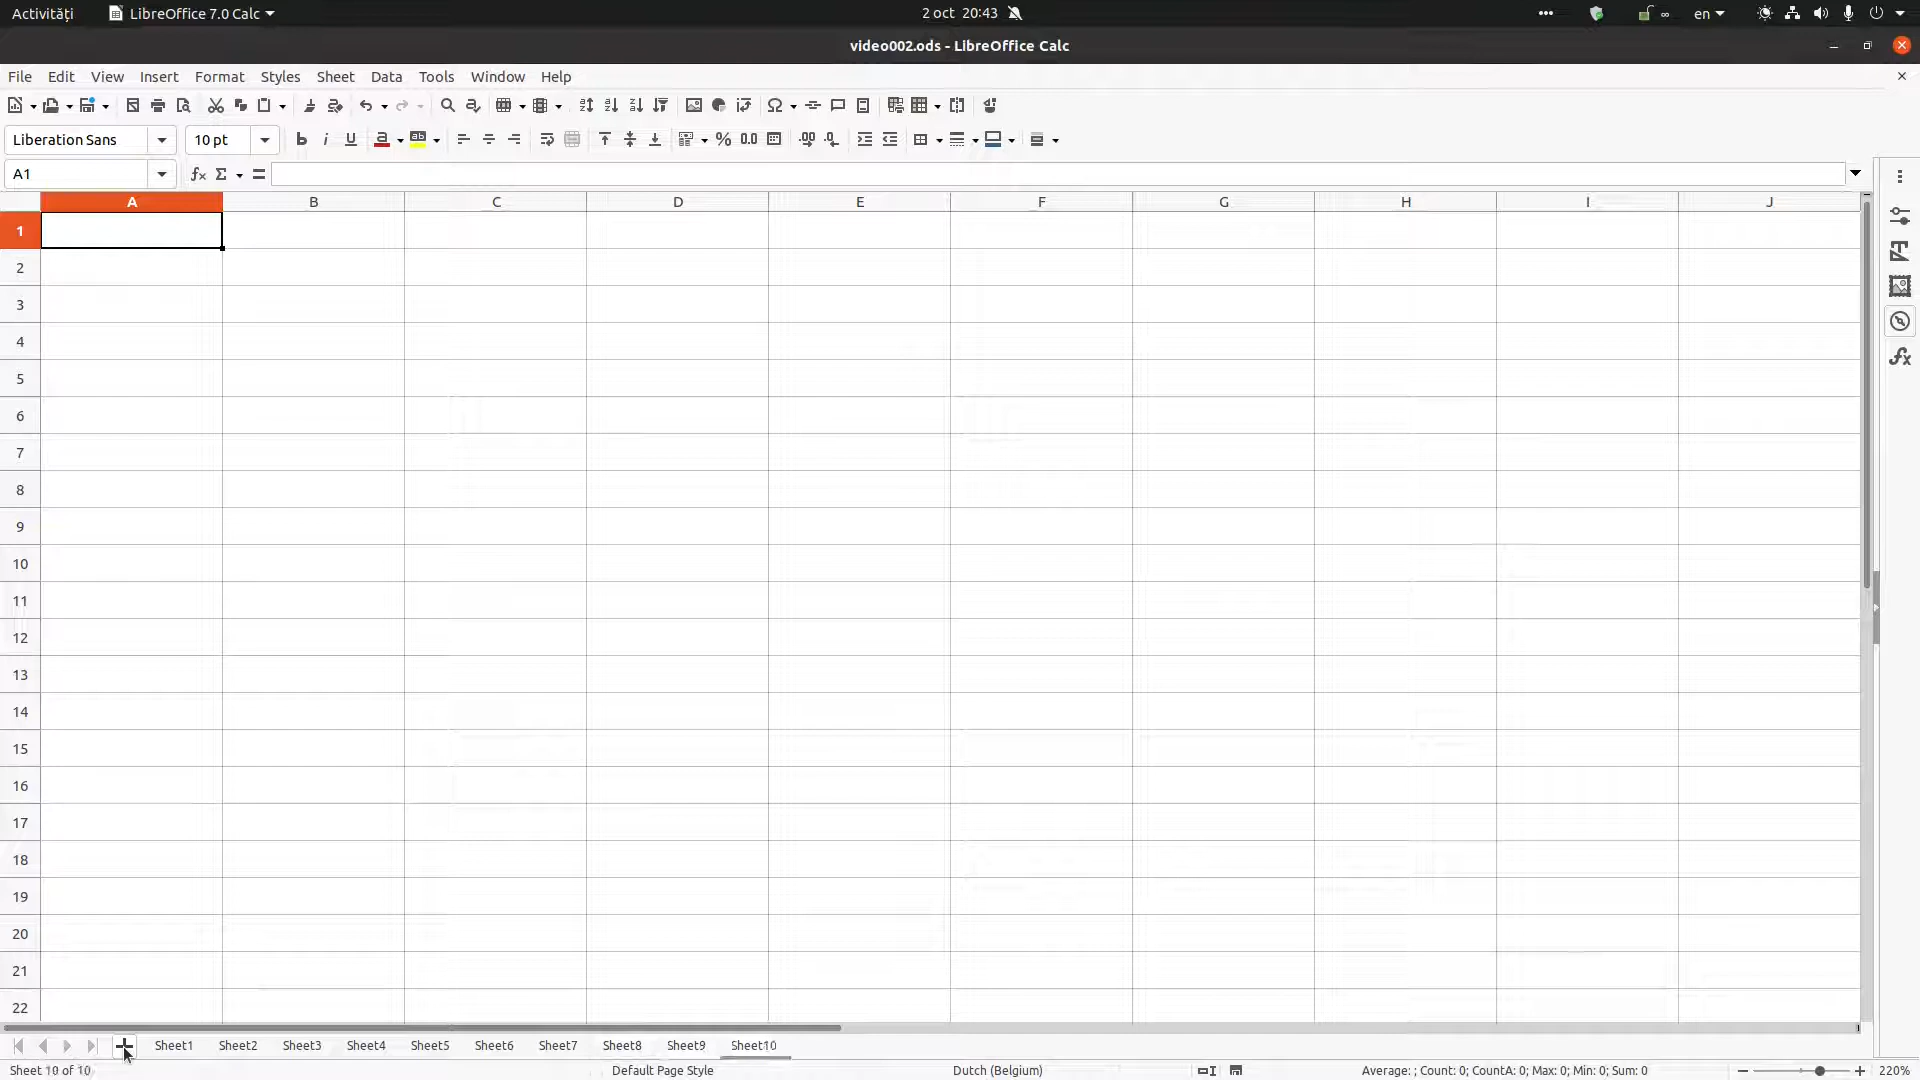 Activități LibreOffice 7.0 Calc 2 oct 20:43 en
video002.ods - LibreOffice Calc
File Edit View Insert Format Styles Sheet Data Tools Window Help
Liberation Sans 10 pt
A1
A B C D E F G H I J
1
2
3
4
5
6
7
8
9
10
11
12
13
14
15
16
17
18
19
20
21
22
Sheet1 Sheet2 Sheet3 Sheet4 Sheet5 Sheet6 Sheet7 Sheet8 Sheet9 Sheet10
Sheet 10 of 10 Default Page Style Dutch (Belgium) Average: ; Count: 0; CountA: 0; Max: 0; Min: 0; Sum: 0 220%